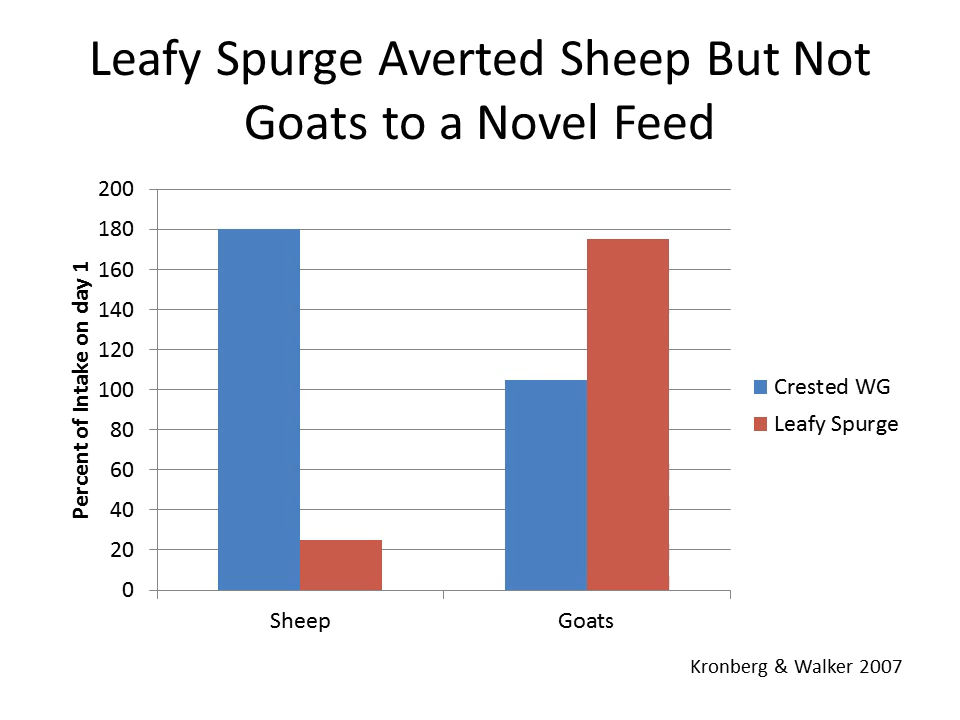 Leafy Spurge Averted Sheep But Not
Goats to a Novel Feed
Percent of Intake on day 1
200
180
160
140
120
100
80
60
40
20
0
Sheep
Goats
Crested WG
Leafy Spurge
Kronberg & Walker 2007